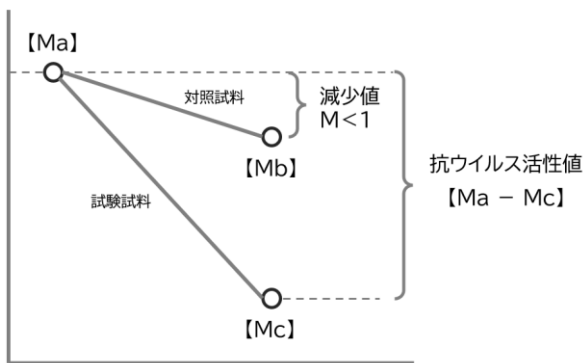 【Ma】
対照試料
減少値
M<1
【Mb】
抗ウイルス活性値
【Ma − Mc】
試験試料
【Mc】